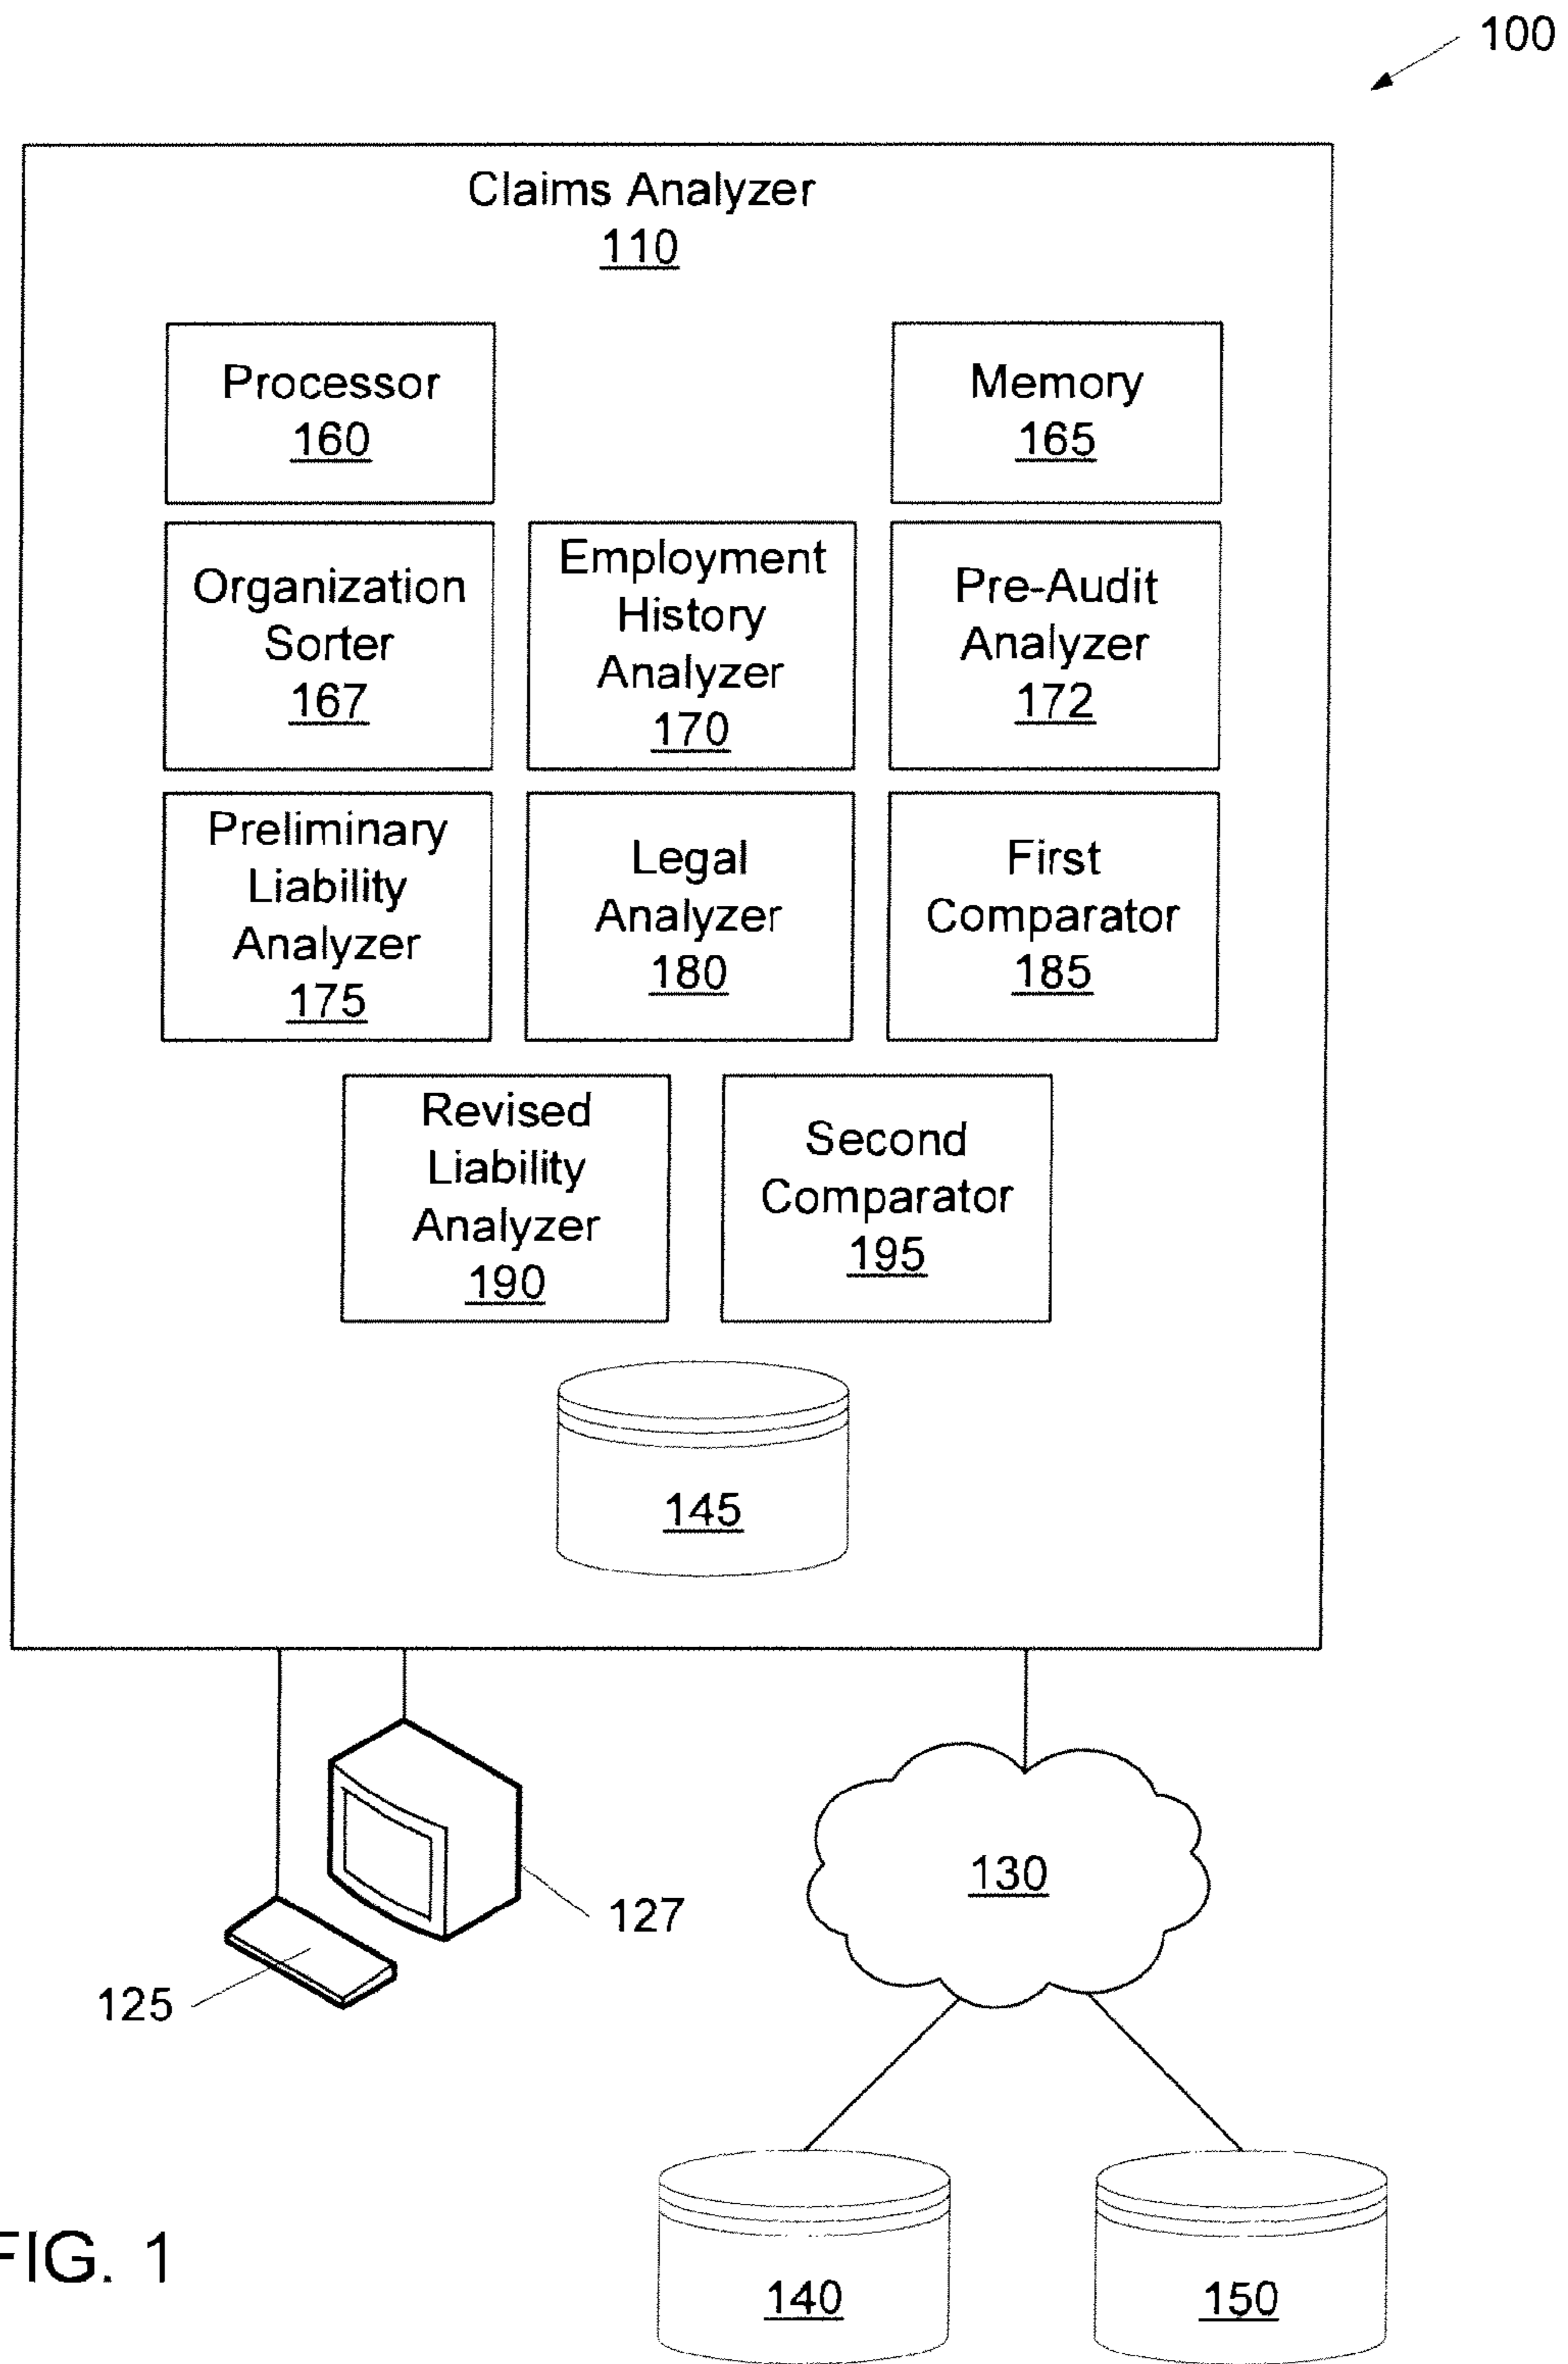 100
Claims Analyzer
110
Processor
160
Memory
165
Organization
Sorter
167
Employment
History
Analyzer
170
Pre-Audit
Analyzer
172
Preliminary
Liability
Analyzer
175
Legal
Analyzer
180
First
Comparator
185
Revised
Liability
Analyzer
190
Second
Comparator
195
145
130
127
125
140
150
FIG. 1